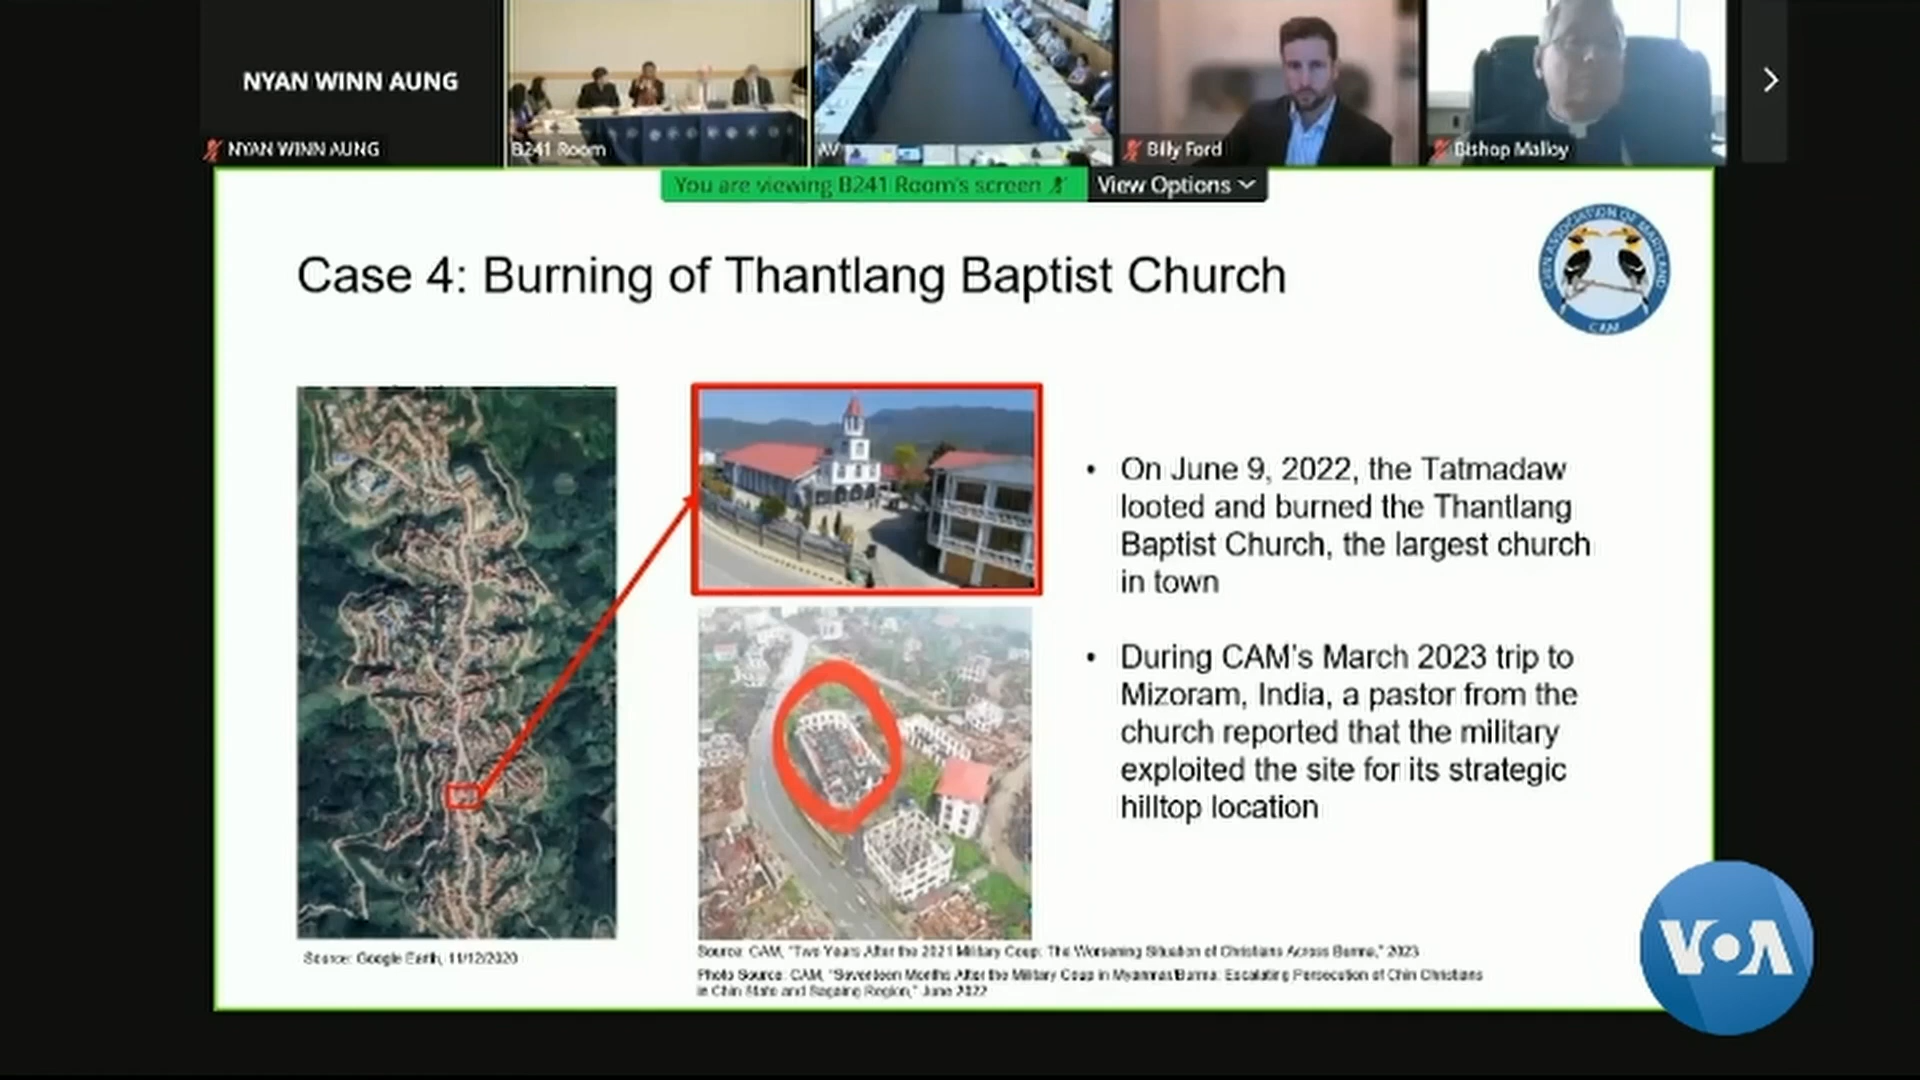 NYAN WINN AUNG
NYAN WINN AUNG
B241 Room
AV
Billy Ford
Bishop Malloy
You are viewing B241 Room's screen
View Options
Case 4: Burning of Thantlang Baptist Church
CHIN ASSOCIATION OF MARYLAND
CAM
• On June 9, 2022, the Tatmadaw
looted and burned the Thantlang
Baptist Church, the largest church
in town
• During CAM's March 2023 trip to
Mizoram, India, a pastor from the
church reported that the military
exploited the site for its strategic
hilltop location
Source: Google Earth, 11/12/2020
Source: CAM, "Two Years After the 2021 Military Coup: The Worsening Situation of Christians Across Burma," 2023
Photo Source: CAM, "Seventeen Months After the Military Coup in Myanmar/Burma: Escalating Persecution of Chin Christians
in Chin State and Sagaing Region," June 2022
VOA